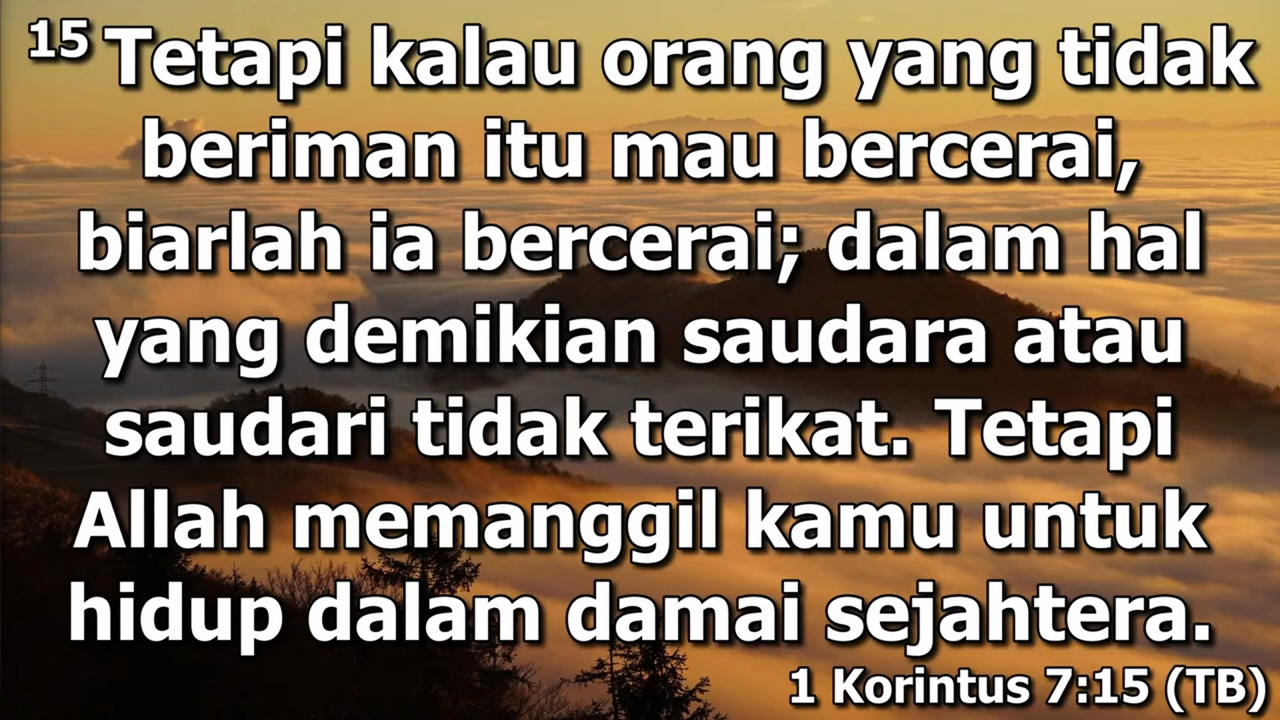 15 Tetapi kalau orang yang tidak
beriman itu mau bercerai,
biarlah ia bercerai; dalam hal
yang demikian saudara atau
saudari tidak terikat. Tetapi
Allah memanggil kamu untuk
hidup dalam damai sejahtera.
1 Korintus 7:15 (TB)